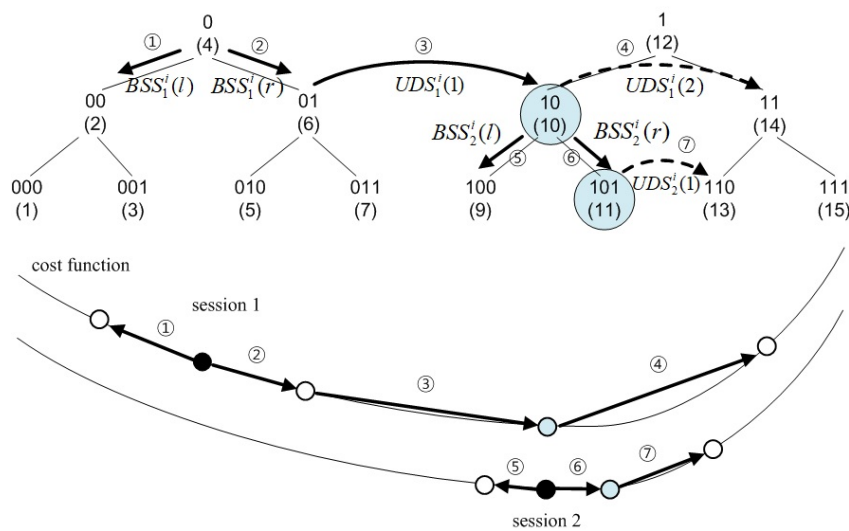 0
(4)
1
(12)
① ② ③ ④
BSS₁ⁱ(l) BSS₁ⁱ(r) UDS₁ⁱ(1) UDS₁ⁱ(2)
00
(2)
01
(6)
10
(10)
11
(14)
BSS₂ⁱ(l) BSS₂ⁱ(r)
⑤ ⑥ ⑦
UDS₂ⁱ(1)
000 001 010 011 100 101 110 111
(1) (3) (5) (7) (9) (11) (13) (15)
cost function
session 1
① ② ③ ④
⑤ ⑥ ⑦
session 2